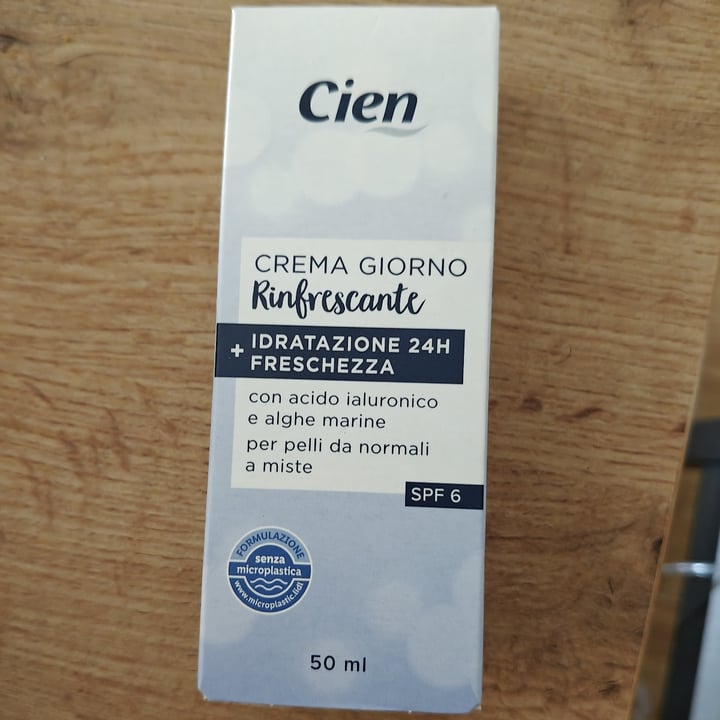 Cien
CREMA GIORNO
Rinfrescante
+ IDRATAZIONE 24H
FRESCHEZZA
con acido ialuronico
e alghe marine
per pelli da normali
a miste
SPF 6
FORMULAZIONE
senza
microplastica
www.microplastic.lidl
50 ml